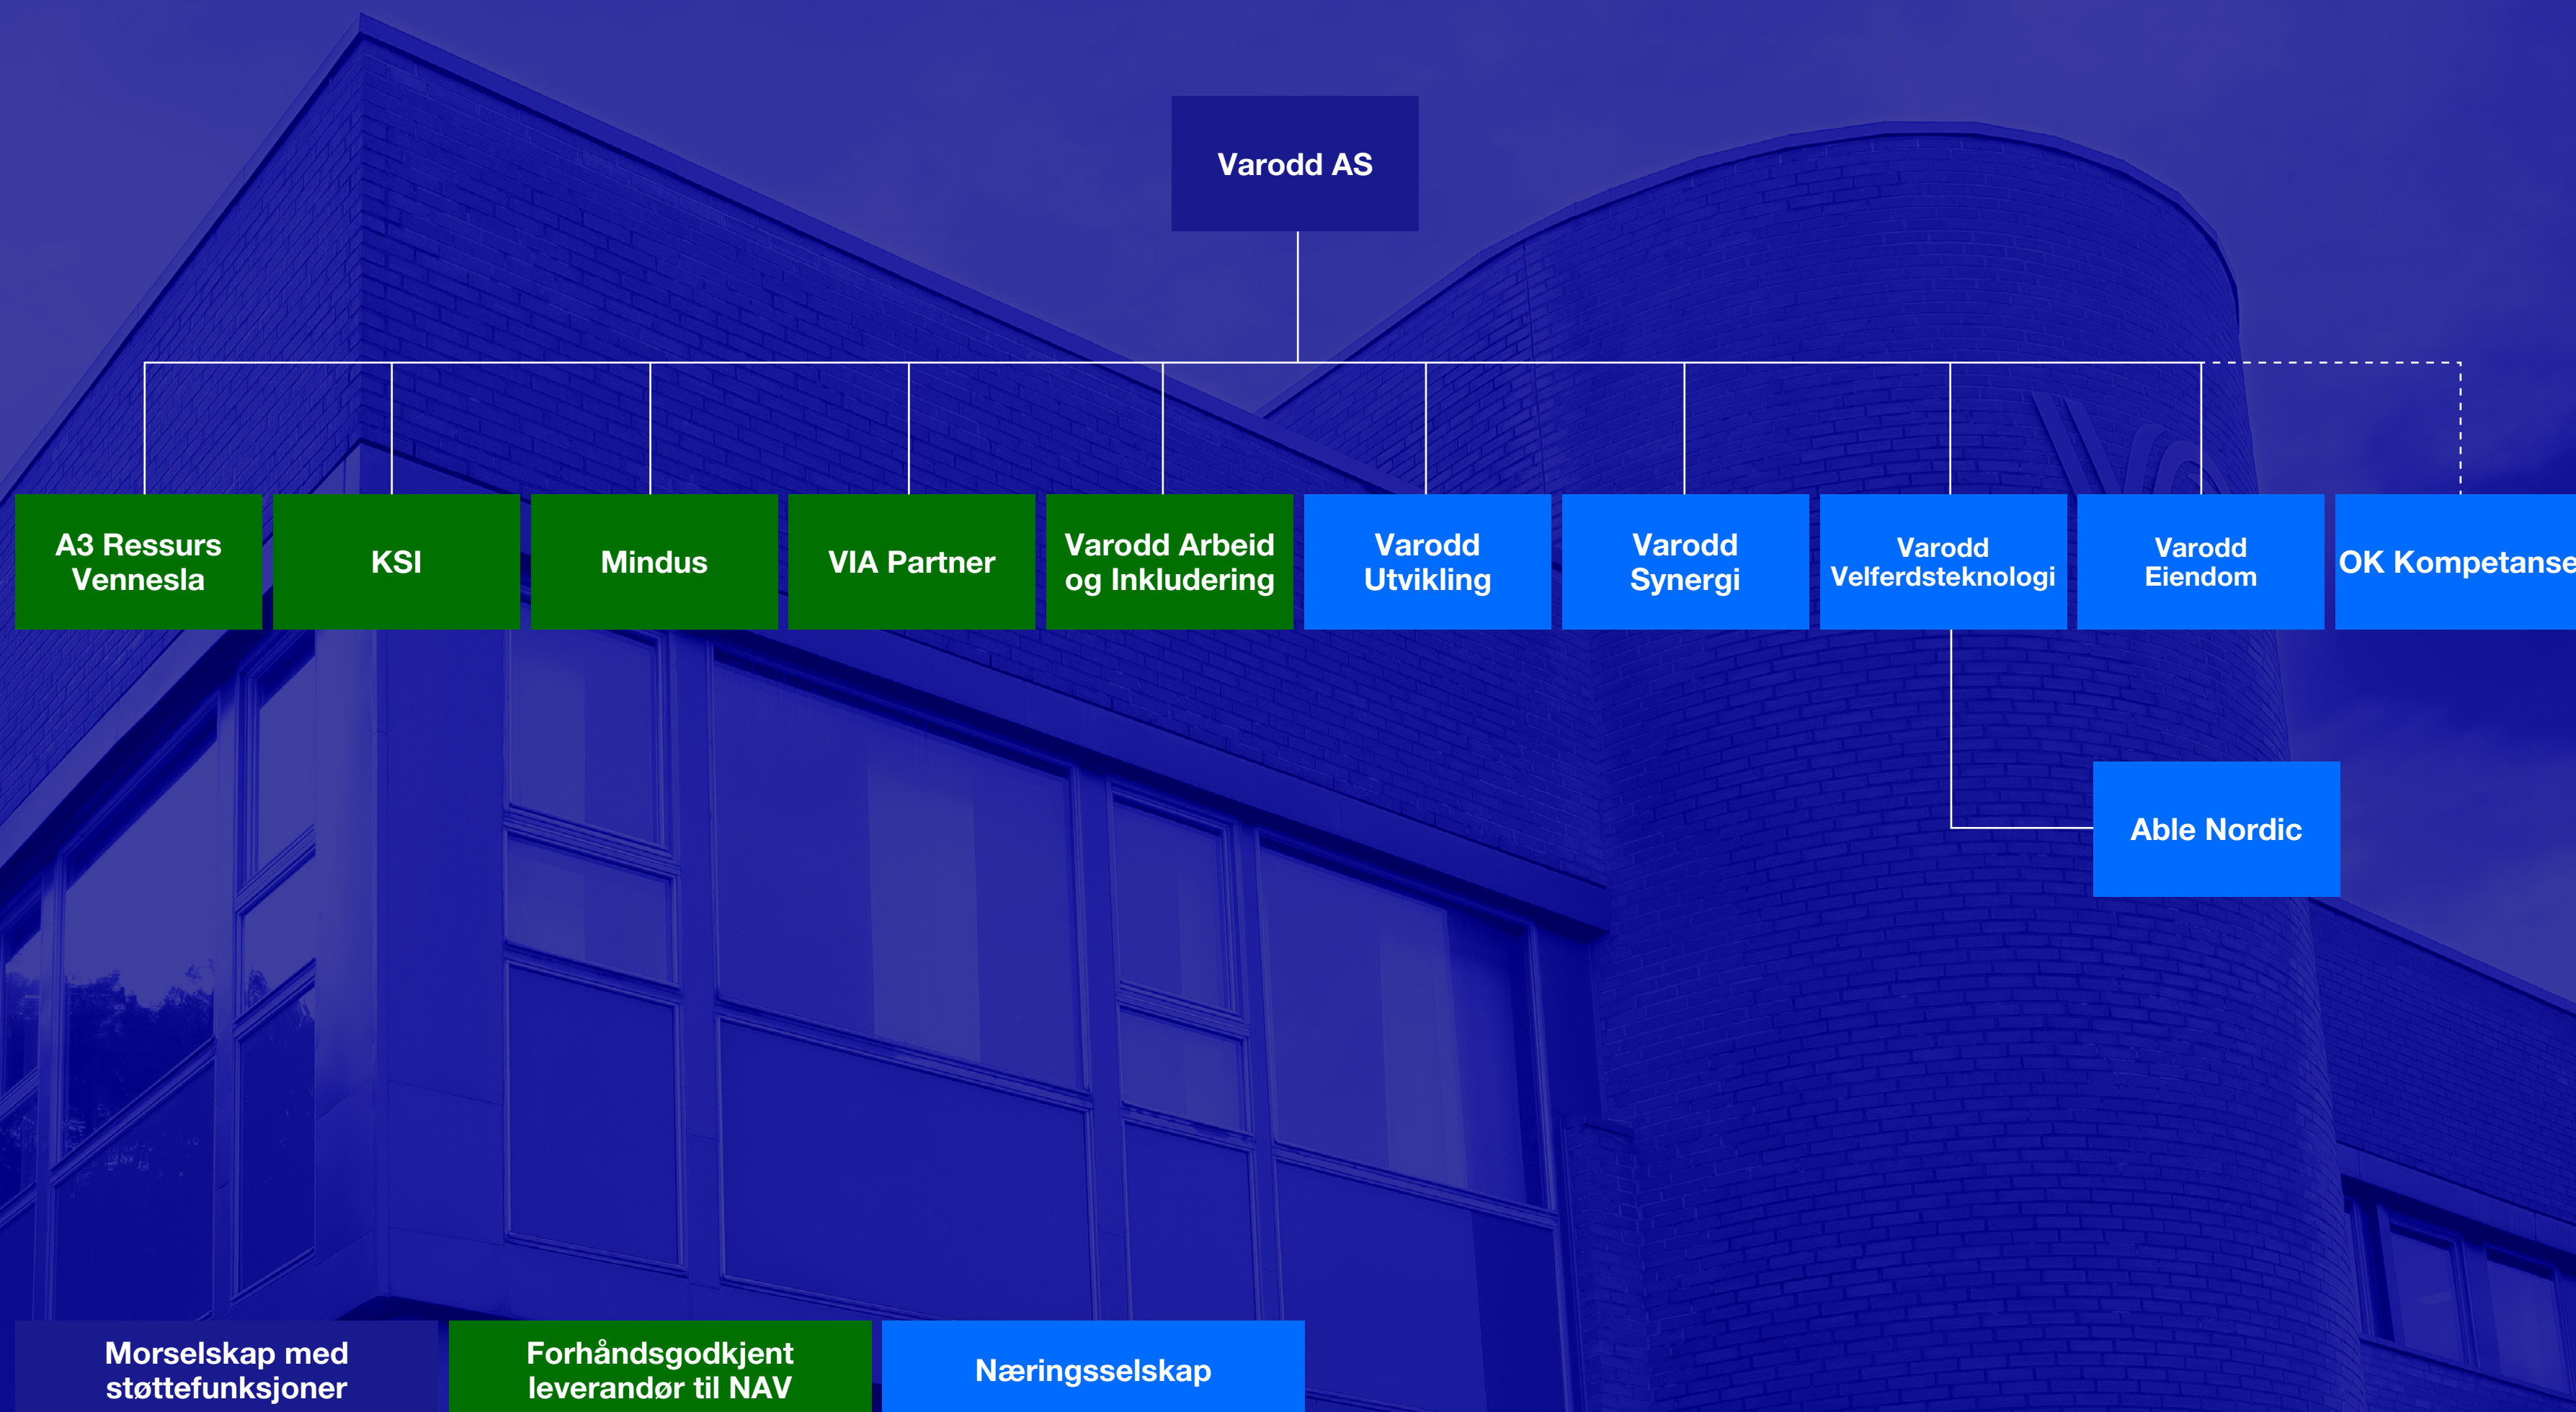 Varodd AS
A3 Ressurs
Vennesla
KSI
Mindus
VIA Partner
Varodd Arbeid
og Inkludering
Varodd
Utvikling
Varodd
Synergi
Varodd
Velferdsteknologi
Varodd
Eiendom
OK Kompetanse
Able Nordic
Morselskap med
støttefunksjoner
Forhåndsgodkjent
leverandør til NAV
Næringsselskap